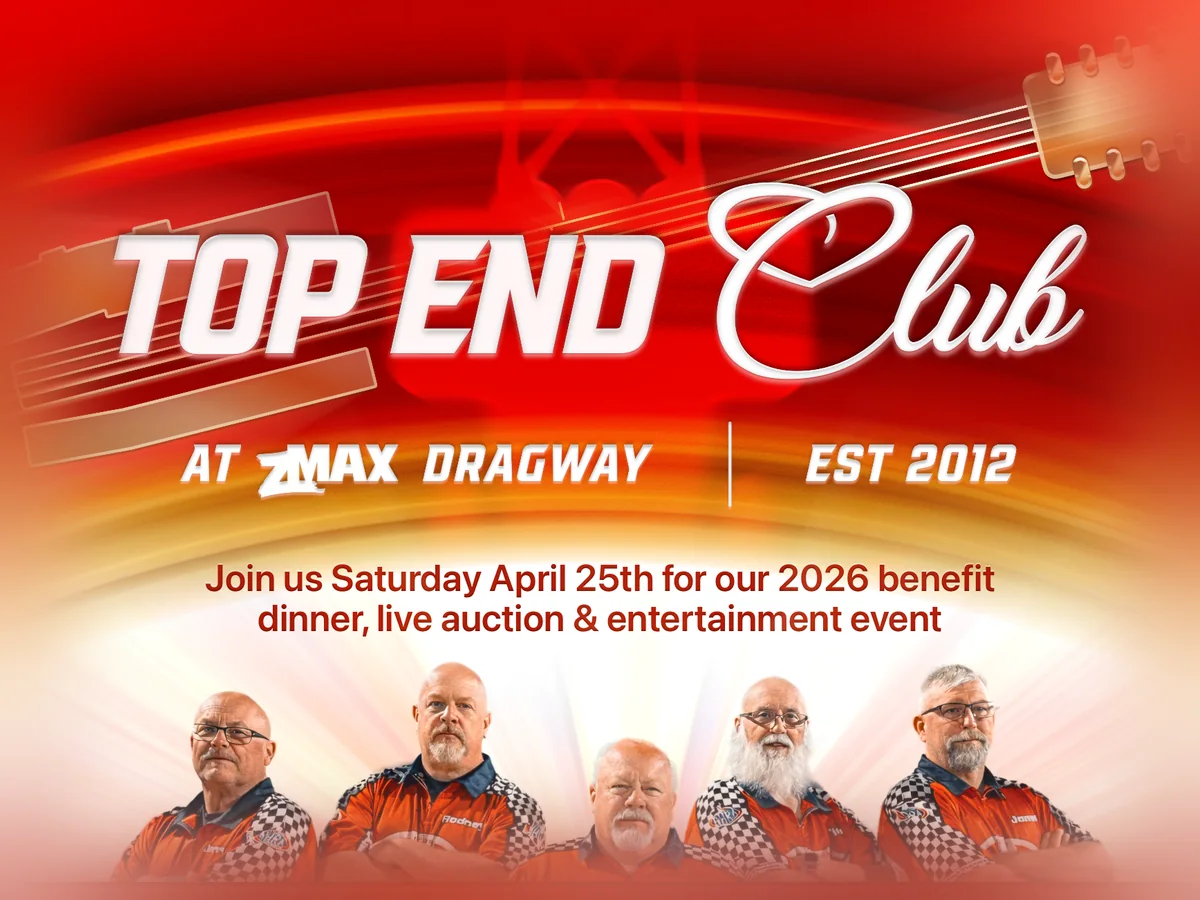 TOP END Club
AT ZMAX DRAGWAY | EST 2012
Join us Saturday April 25th for our 2026 benefit
dinner, live auction & entertainment event
Rodney